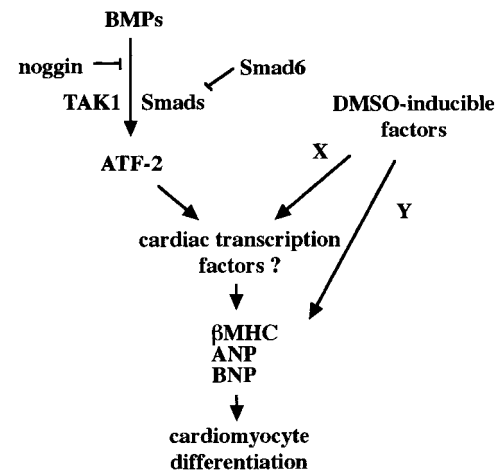 BMPs
noggin
Smad6
TAK1 Smads
DMSO-inducible
factors
X
ATF-2
Y
cardiac transcription
factors ?
βMHC
ANP
BNP
cardiomyocyte
differentiation